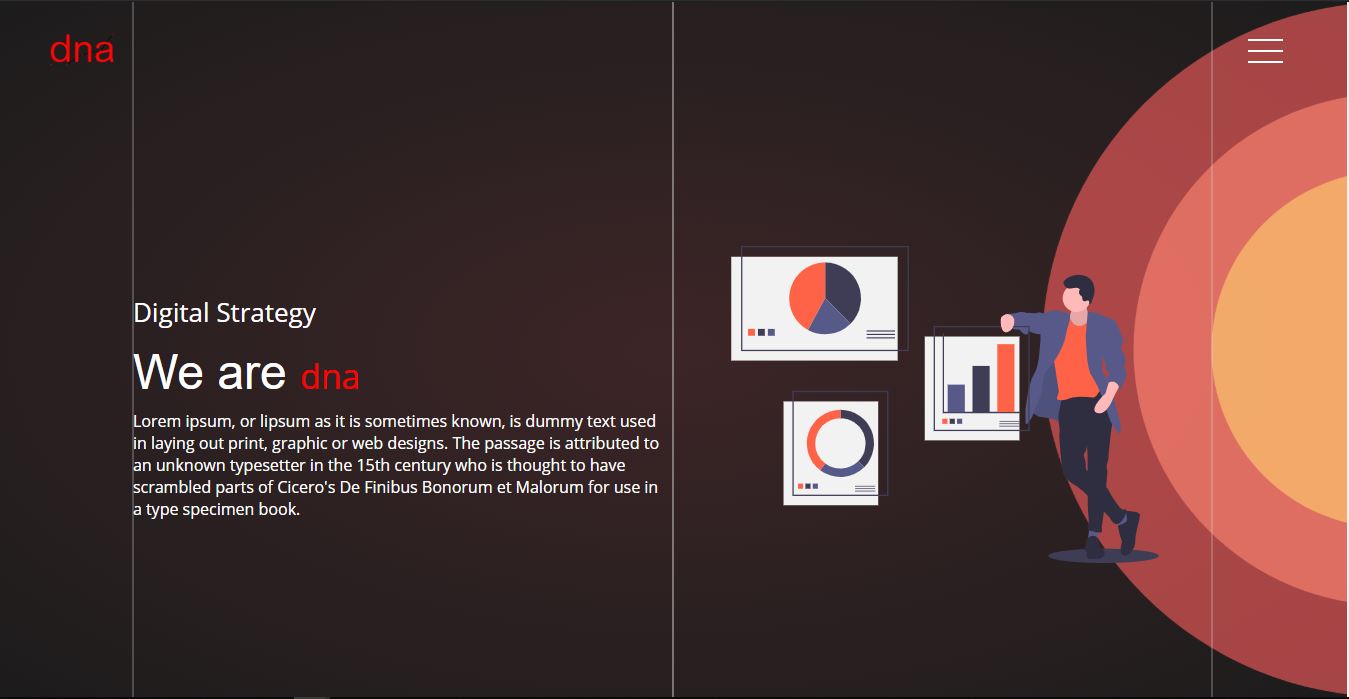 dna
Digital Strategy
We are dna
Lorem ipsum, or lipsum as it is sometimes known, is dummy text used
in laying out print, graphic or web designs. The passage is attributed to
an unknown typesetter in the 15th century who is thought to have
scrambled parts of Cicero's De Finibus Bonorum et Malorum for use in
a type specimen book.